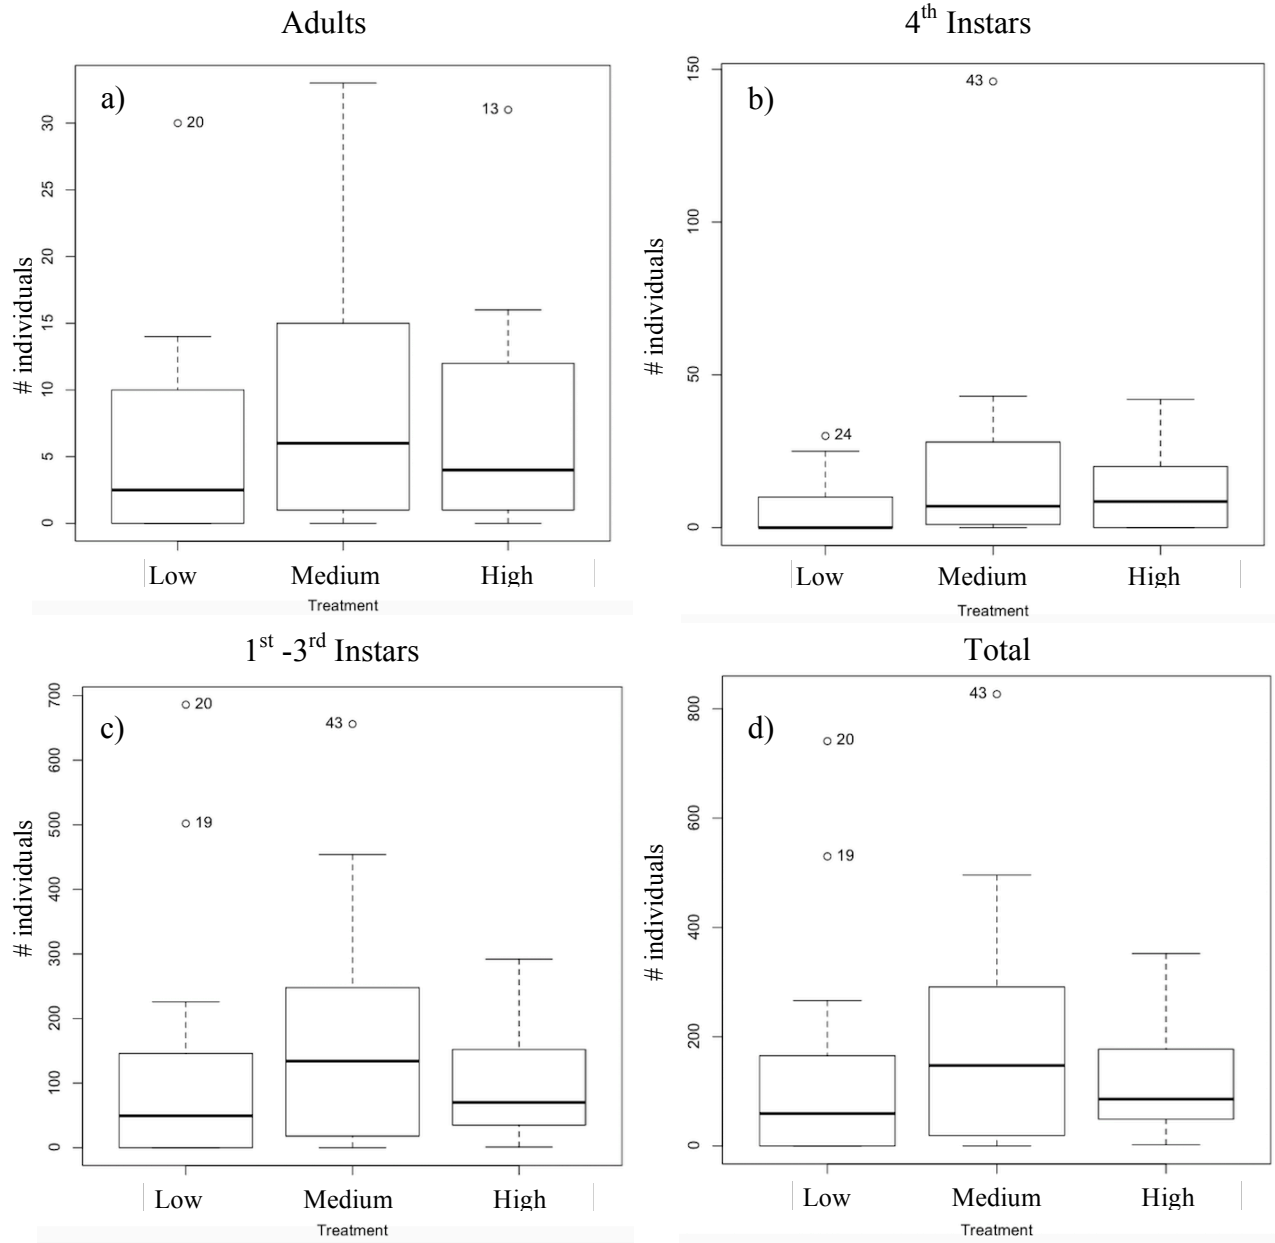 Adults
a)
# individuals
30
25
20
15
10
5
0
20
13
Low Medium High
Treatment
4th Instars
b)
# individuals
150
100
50
0
43
24
Low Medium High
Treatment
1st -3rd Instars
c)
# individuals
700
600
500
400
300
200
100
0
20
43
19
Low Medium High
Treatment
Total
d)
# individuals
800
600
400
200
0
43
20
19
Low Medium High
Treatment